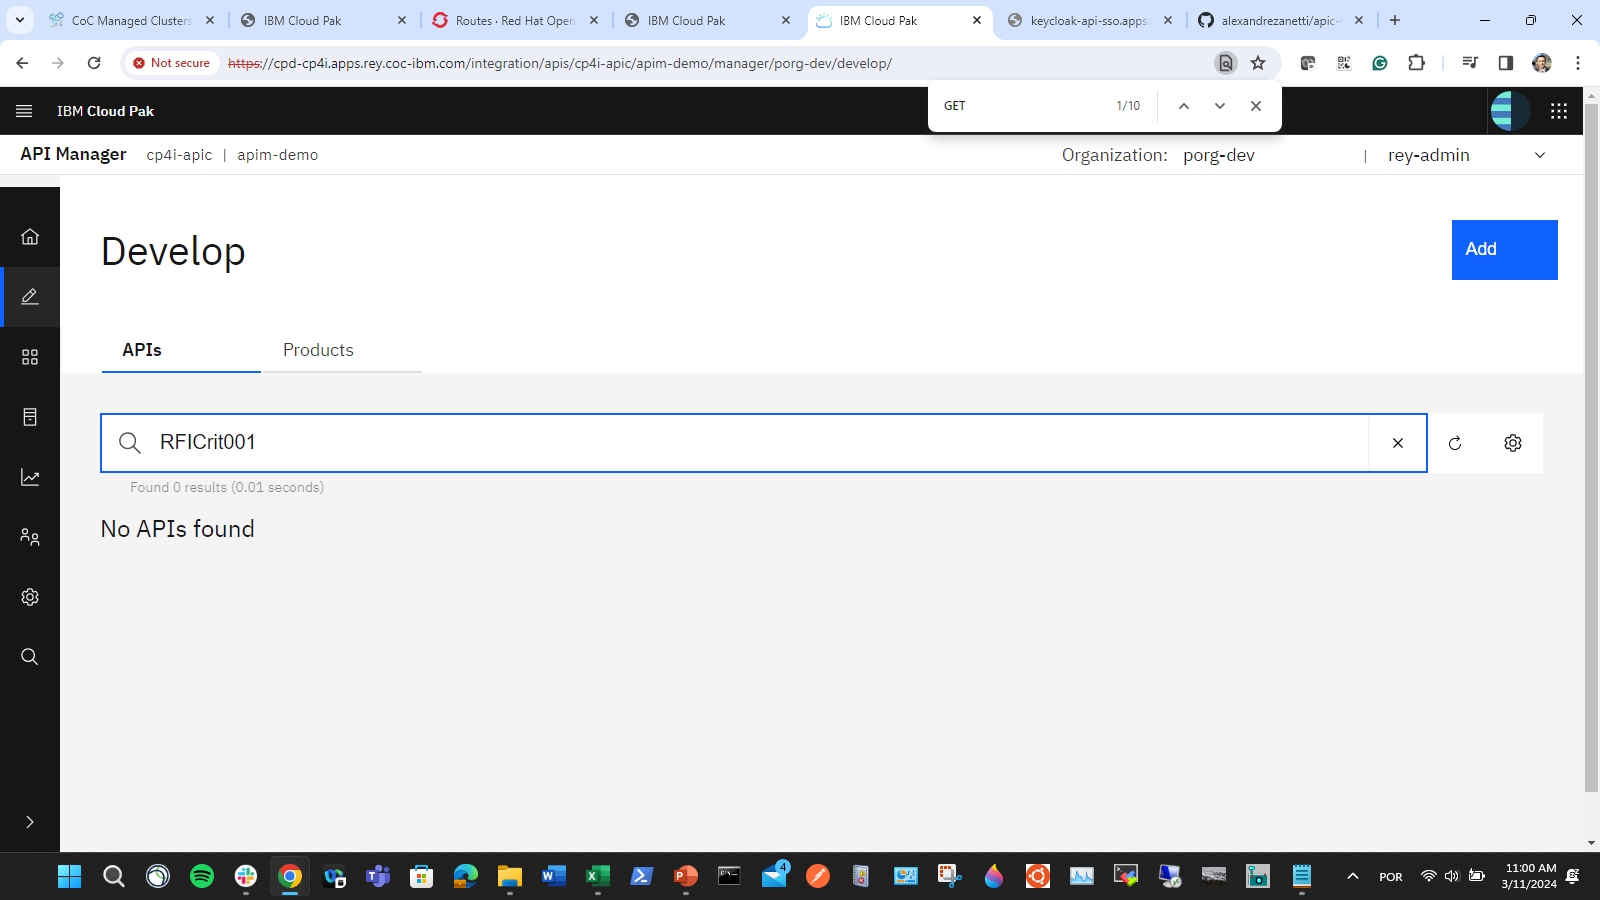 CoC Managed Clusters
IBM Cloud Pak
Routes · Red Hat Open
IBM Cloud Pak
IBM Cloud Pak
keycloak-api-sso.apps.
alexandrezanetti/apic-
Not secure
https://cpd-cp4i.apps.rey.coc-ibm.com/integration/apis/cp4i-apic/apim-demo/manager/porg-dev/develop/
GET 1/10
IBM Cloud Pak
API Manager cp4i-apic | apim-demo
Organization: porg-dev | rey-admin
Develop
Add
APIs
Products
RFICrit001
Found 0 results (0.01 seconds)
No APIs found
4
POR
11:00 AM
3/11/2024